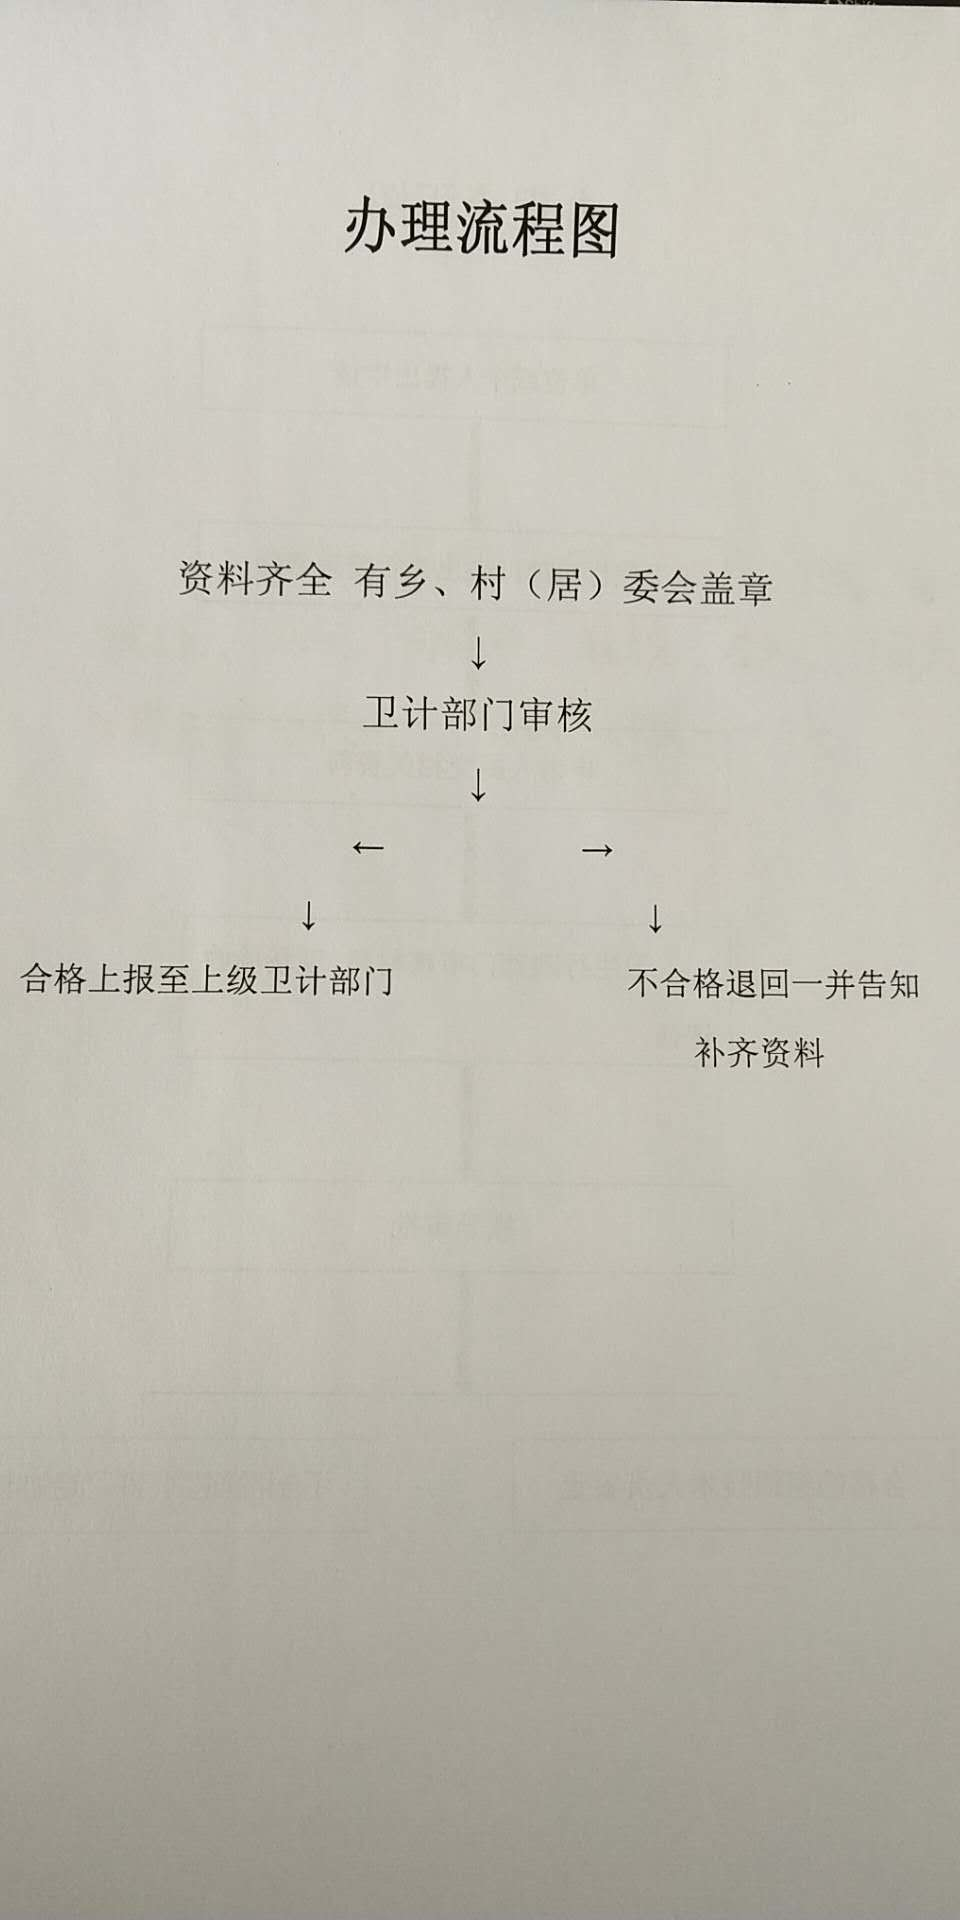 办理流程图
资料齐全 有乡、村（居）委会盖章
↓
卫计部门审核
↓
← →
↓ ↓
合格上报至上级卫计部门 不合格退回一并告知
补齐资料